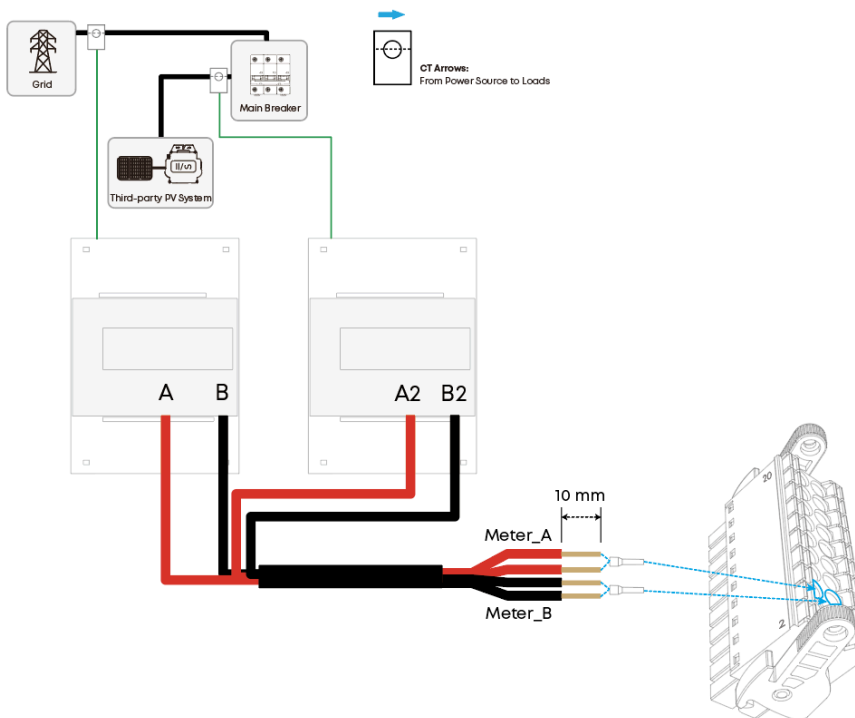 Grid
Main Breaker
Third-party PV System
CT Arrows:
From Power Source to Loads
A
B
A2
B2
10 mm
Meter_A
Meter_B
20
2